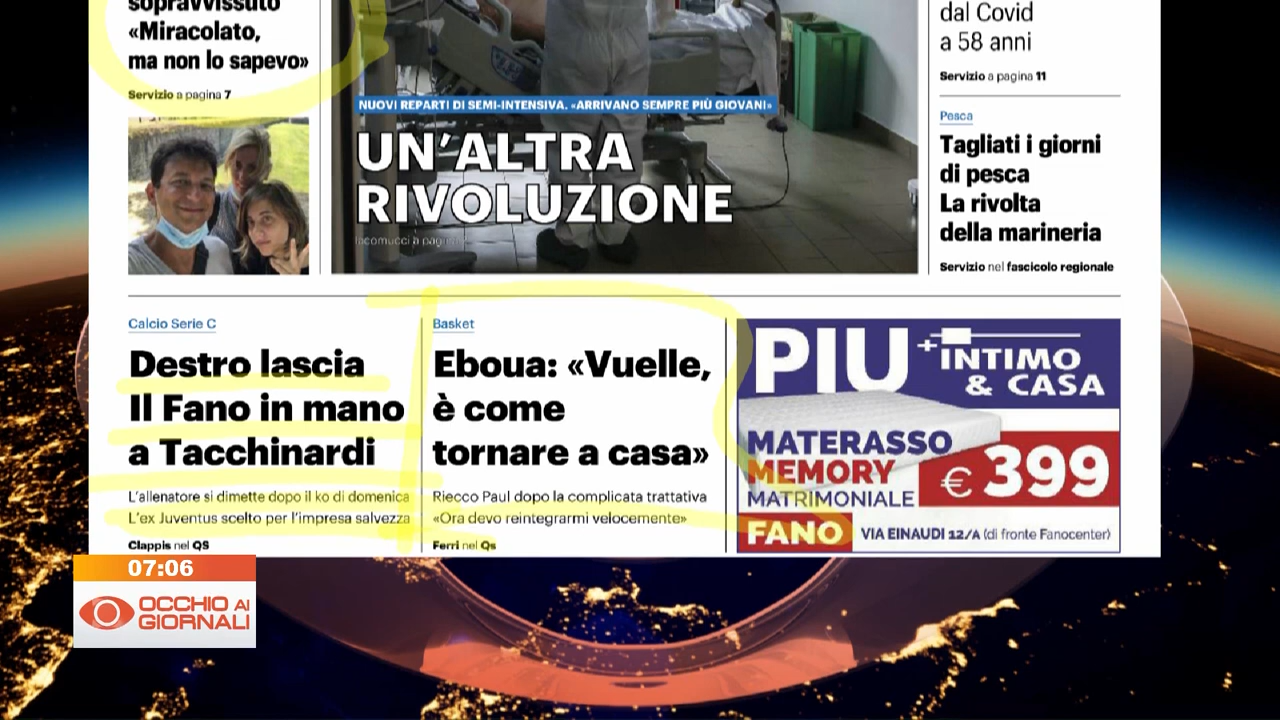 sopravvissuto
«Miracolato,
ma non lo sapevo»
Servizio a pagina 7
NUOVI REPARTI DI SEMI-INTENSIVA. «ARRIVANO SEMPRE PIÙ GIOVANI»
UN'ALTRA
RIVOLUZIONE
Iacomucci a pagina
dal Covid
a 58 anni
Servizio a pagina 11
Pesca
Tagliati i giorni
di pesca
La rivolta
della marineria
Servizio nel fascicolo regionale
Calcio Serie C
Destro lascia
Il Fano in mano
a Tacchinardi
L'allenatore si dimette dopo il ko di domenica
L'ex Juventus scelto per l'impresa salvezza
Clappis nel QS
Basket
Eboua: «Vuelle,
è come
tornare a casa»
Riecco Paul dopo la complicata trattativa
«Ora devo reintegrarmi velocemente»
Ferri nel Qs
PIU+ INTIMO
& CASA
MATERASSO
MEMORY
MATRIMONIALE
€ 399
FANO VIA EINAUDI 12/A (di fronte Fanocenter)
07:06
OCCHIO AI
GIORNALI